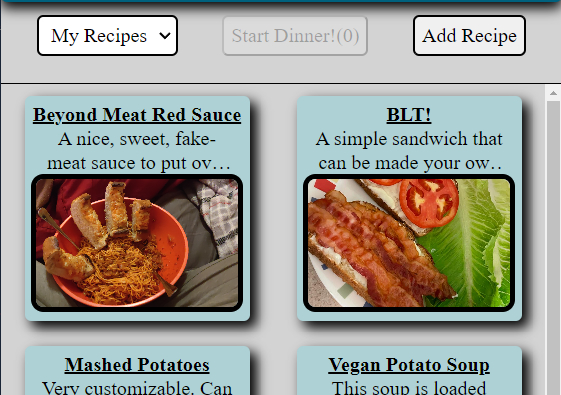 My Recipes
Start Dinner!(0)
Add Recipe
Beyond Meat Red Sauce
A nice, sweet, fake-
meat sauce to put ov…
BLT!
A simple sandwich that
can be made your ow..
Mashed Potatoes
Very customizable. Can
Vegan Potato Soup
This soup is loaded